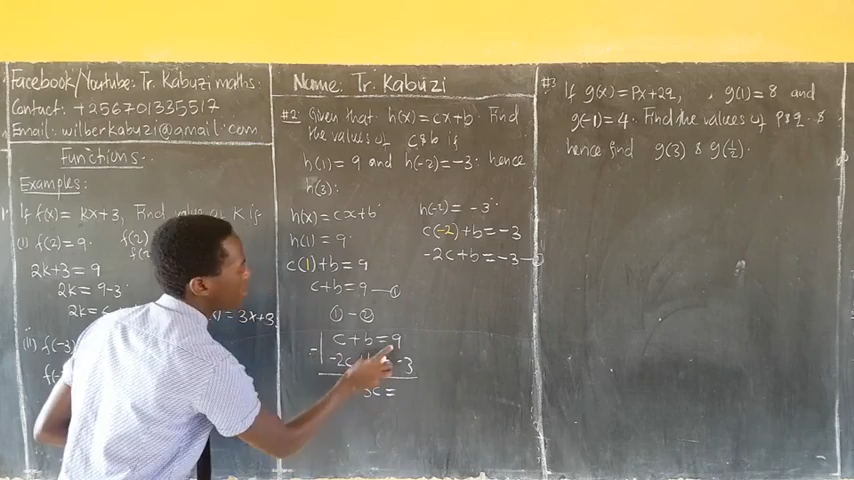 Facebook/Youtube: Tr. Kabuzi maths.
Contact: +256701335517
Email: wilberkabuzi@gmail.com
Functions
Examples:
If f(x) = kx+3, Find value of K if
(i) f(2) = 9.
2k+3 = 9
2k = 9-3
2k =
= 3x+3
(ii) f(-3)
Name: Tr. Kabuzi
#2 Given that h(x) = cx+b. Find
the values of c&b if
h(1) = 9 and h(-2) = -3. hence
h(3):
h(x) = cx+b
h(1) = 9.
c(1)+b = 9
c+b = 9 —①
① - ②
c+b = 9
-2c -3
3c =
h(-2) = -3
c(-2)+b = -3
-2c+b = -3 —②
#3 If g(x) = px+2q, , g(1) = 8 and
g(-1) = 4. Find the values of p&q &
hence find g(3) & g(½).